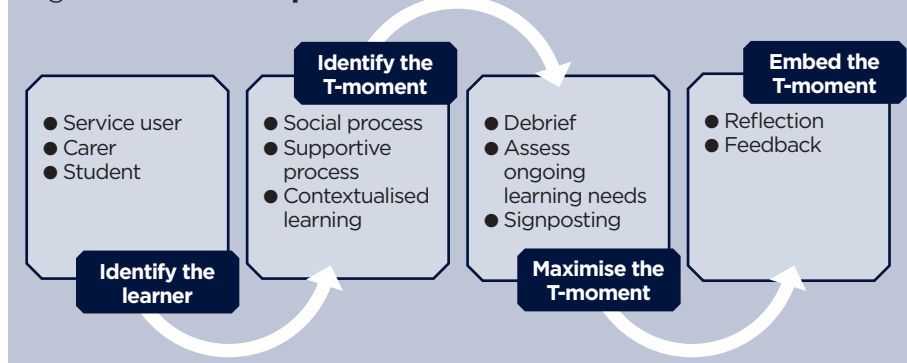 ● Service user
● Carer
● Student
Identify the
learner
Identify the
T-moment
● Social process
● Supportive
process
● Contextualised
learning
● Debrief
● Assess
ongoing
learning needs
● Signposting
Maximise the
T-moment
Embed the
T-moment
● Reflection
● Feedback